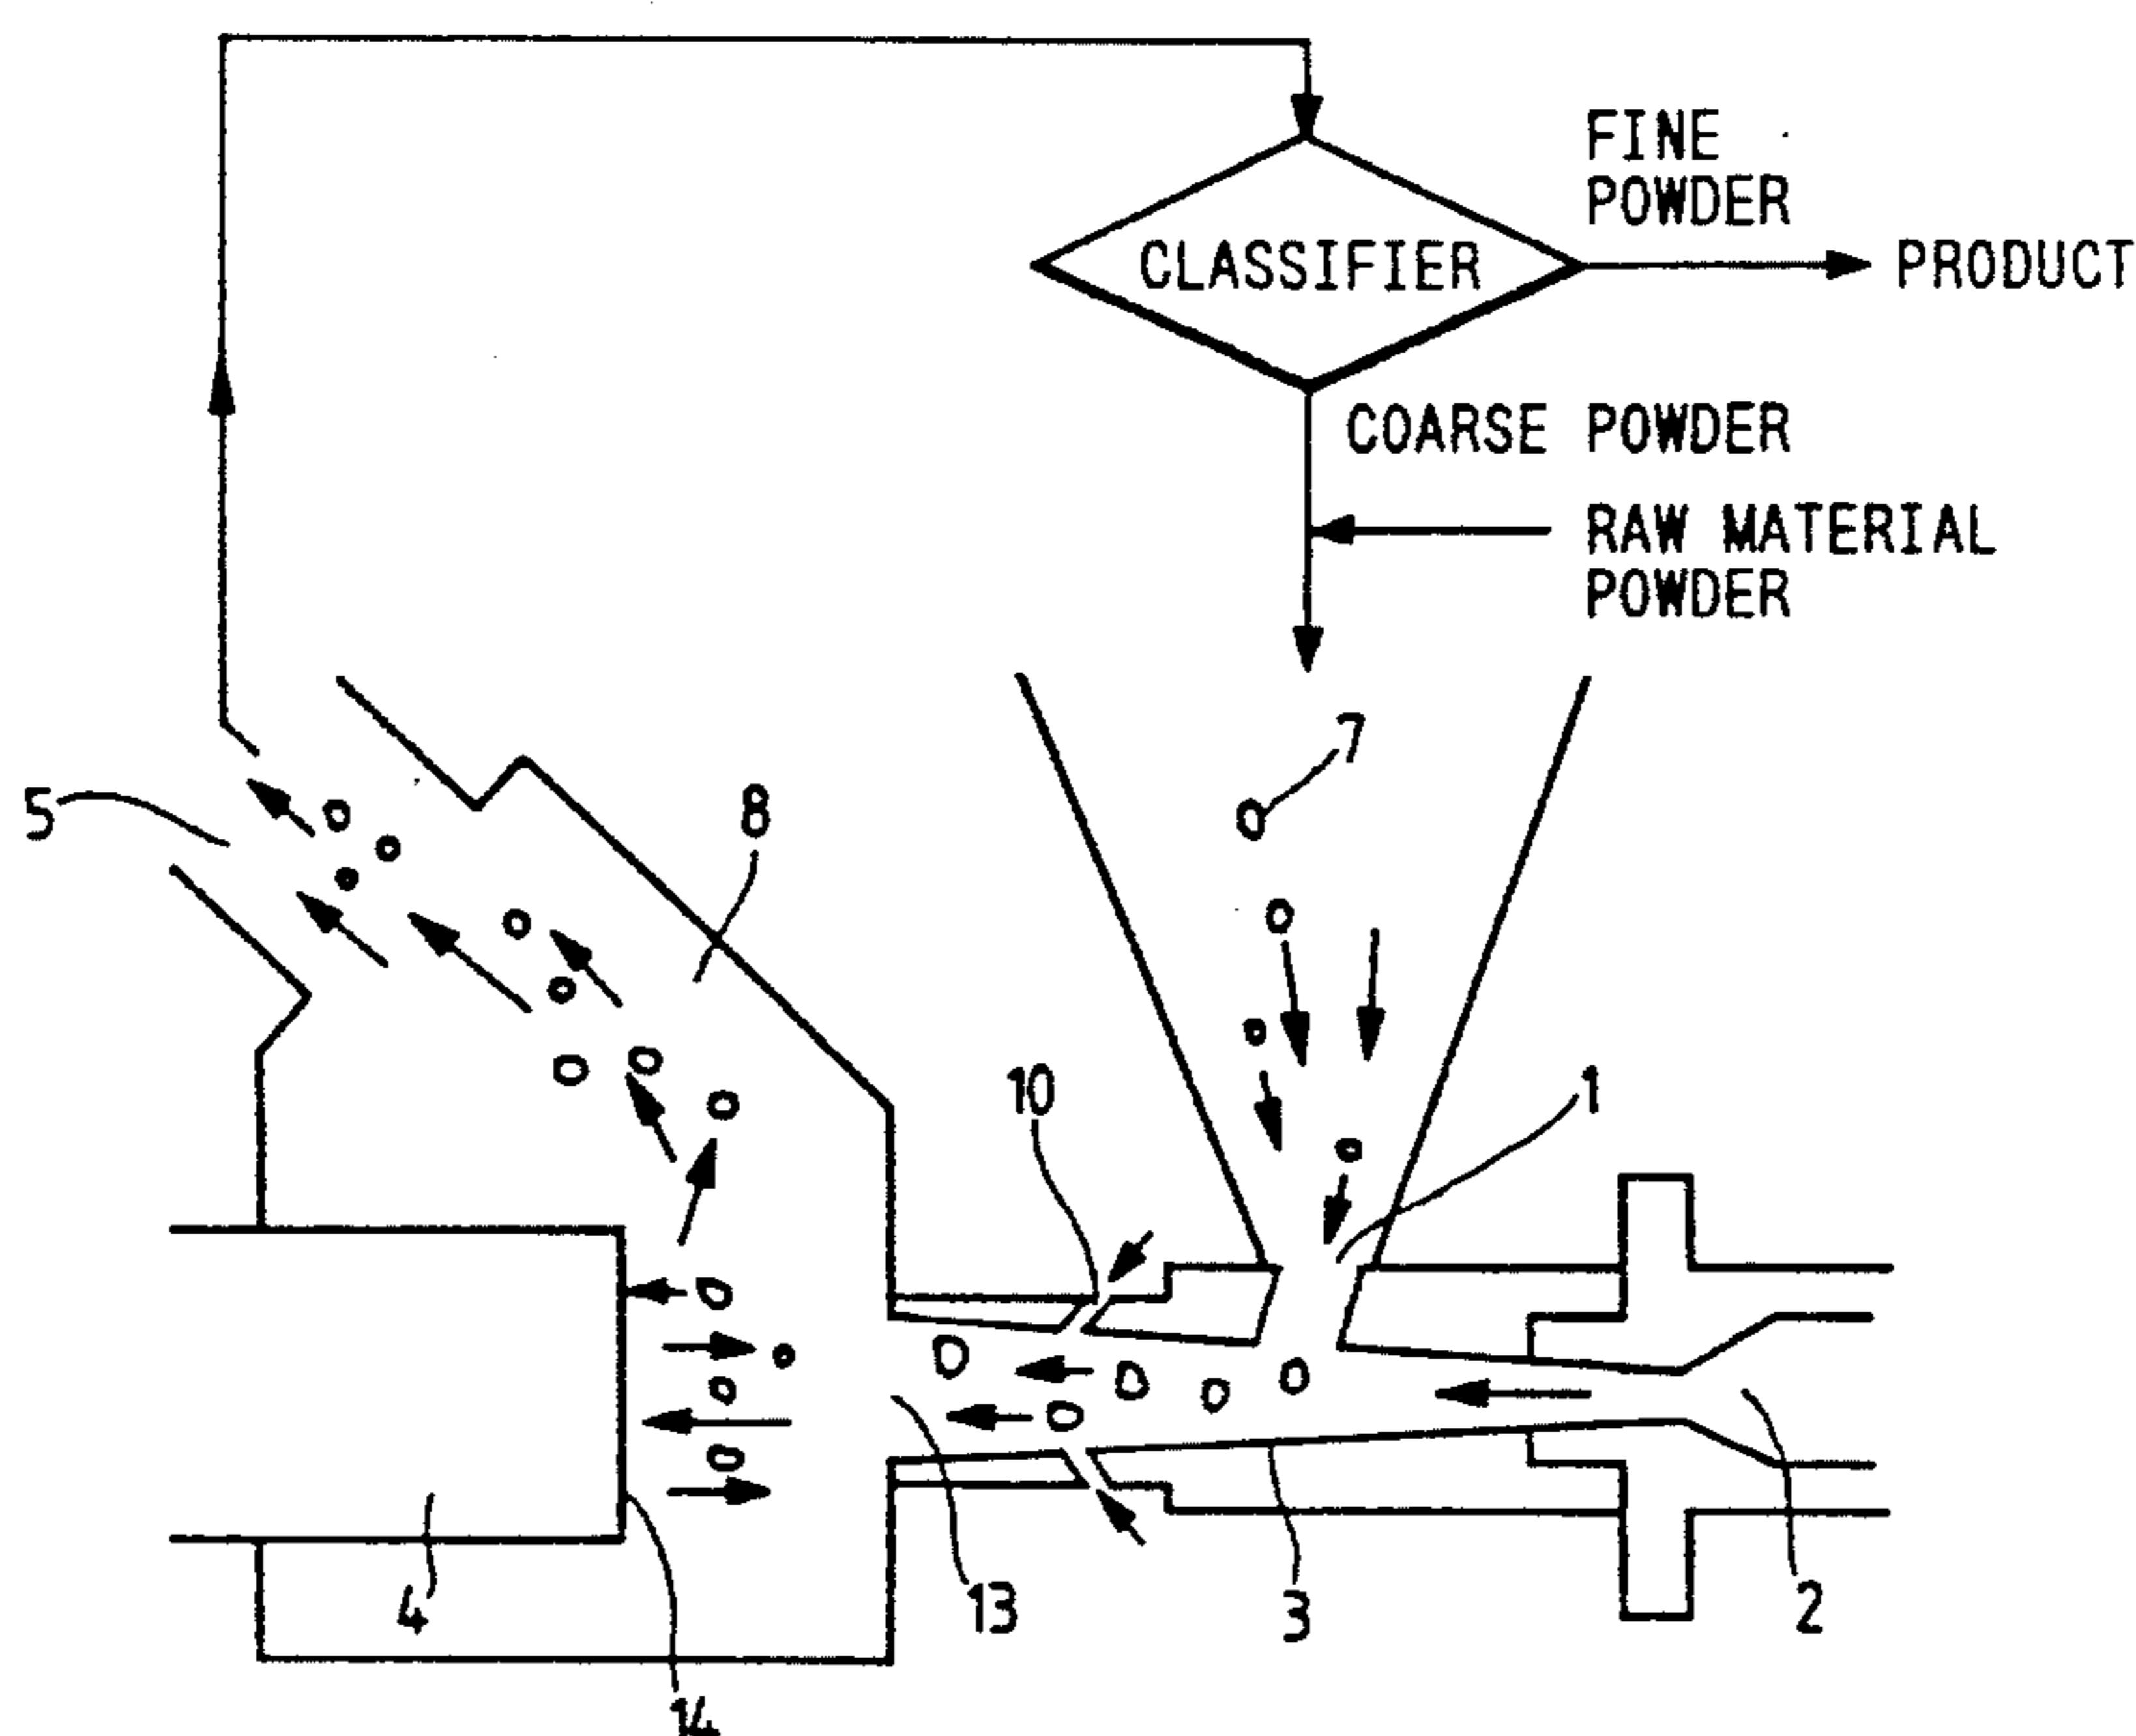 FINE
POWDER
CLASSIFIER
PRODUCT
COARSE POWDER
RAW MATERIAL
POWDER
7
5
8
10
1
4
13
3
2
14